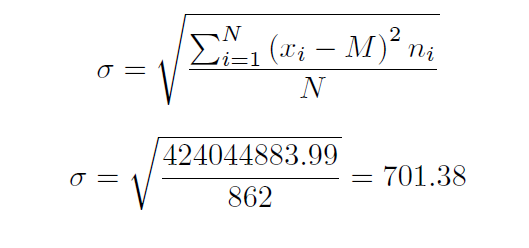 σ = √(∑_{i=1}^{N} (x_i − M)² n_i / N)
σ = √(424044883.99 / 862) = 701.38